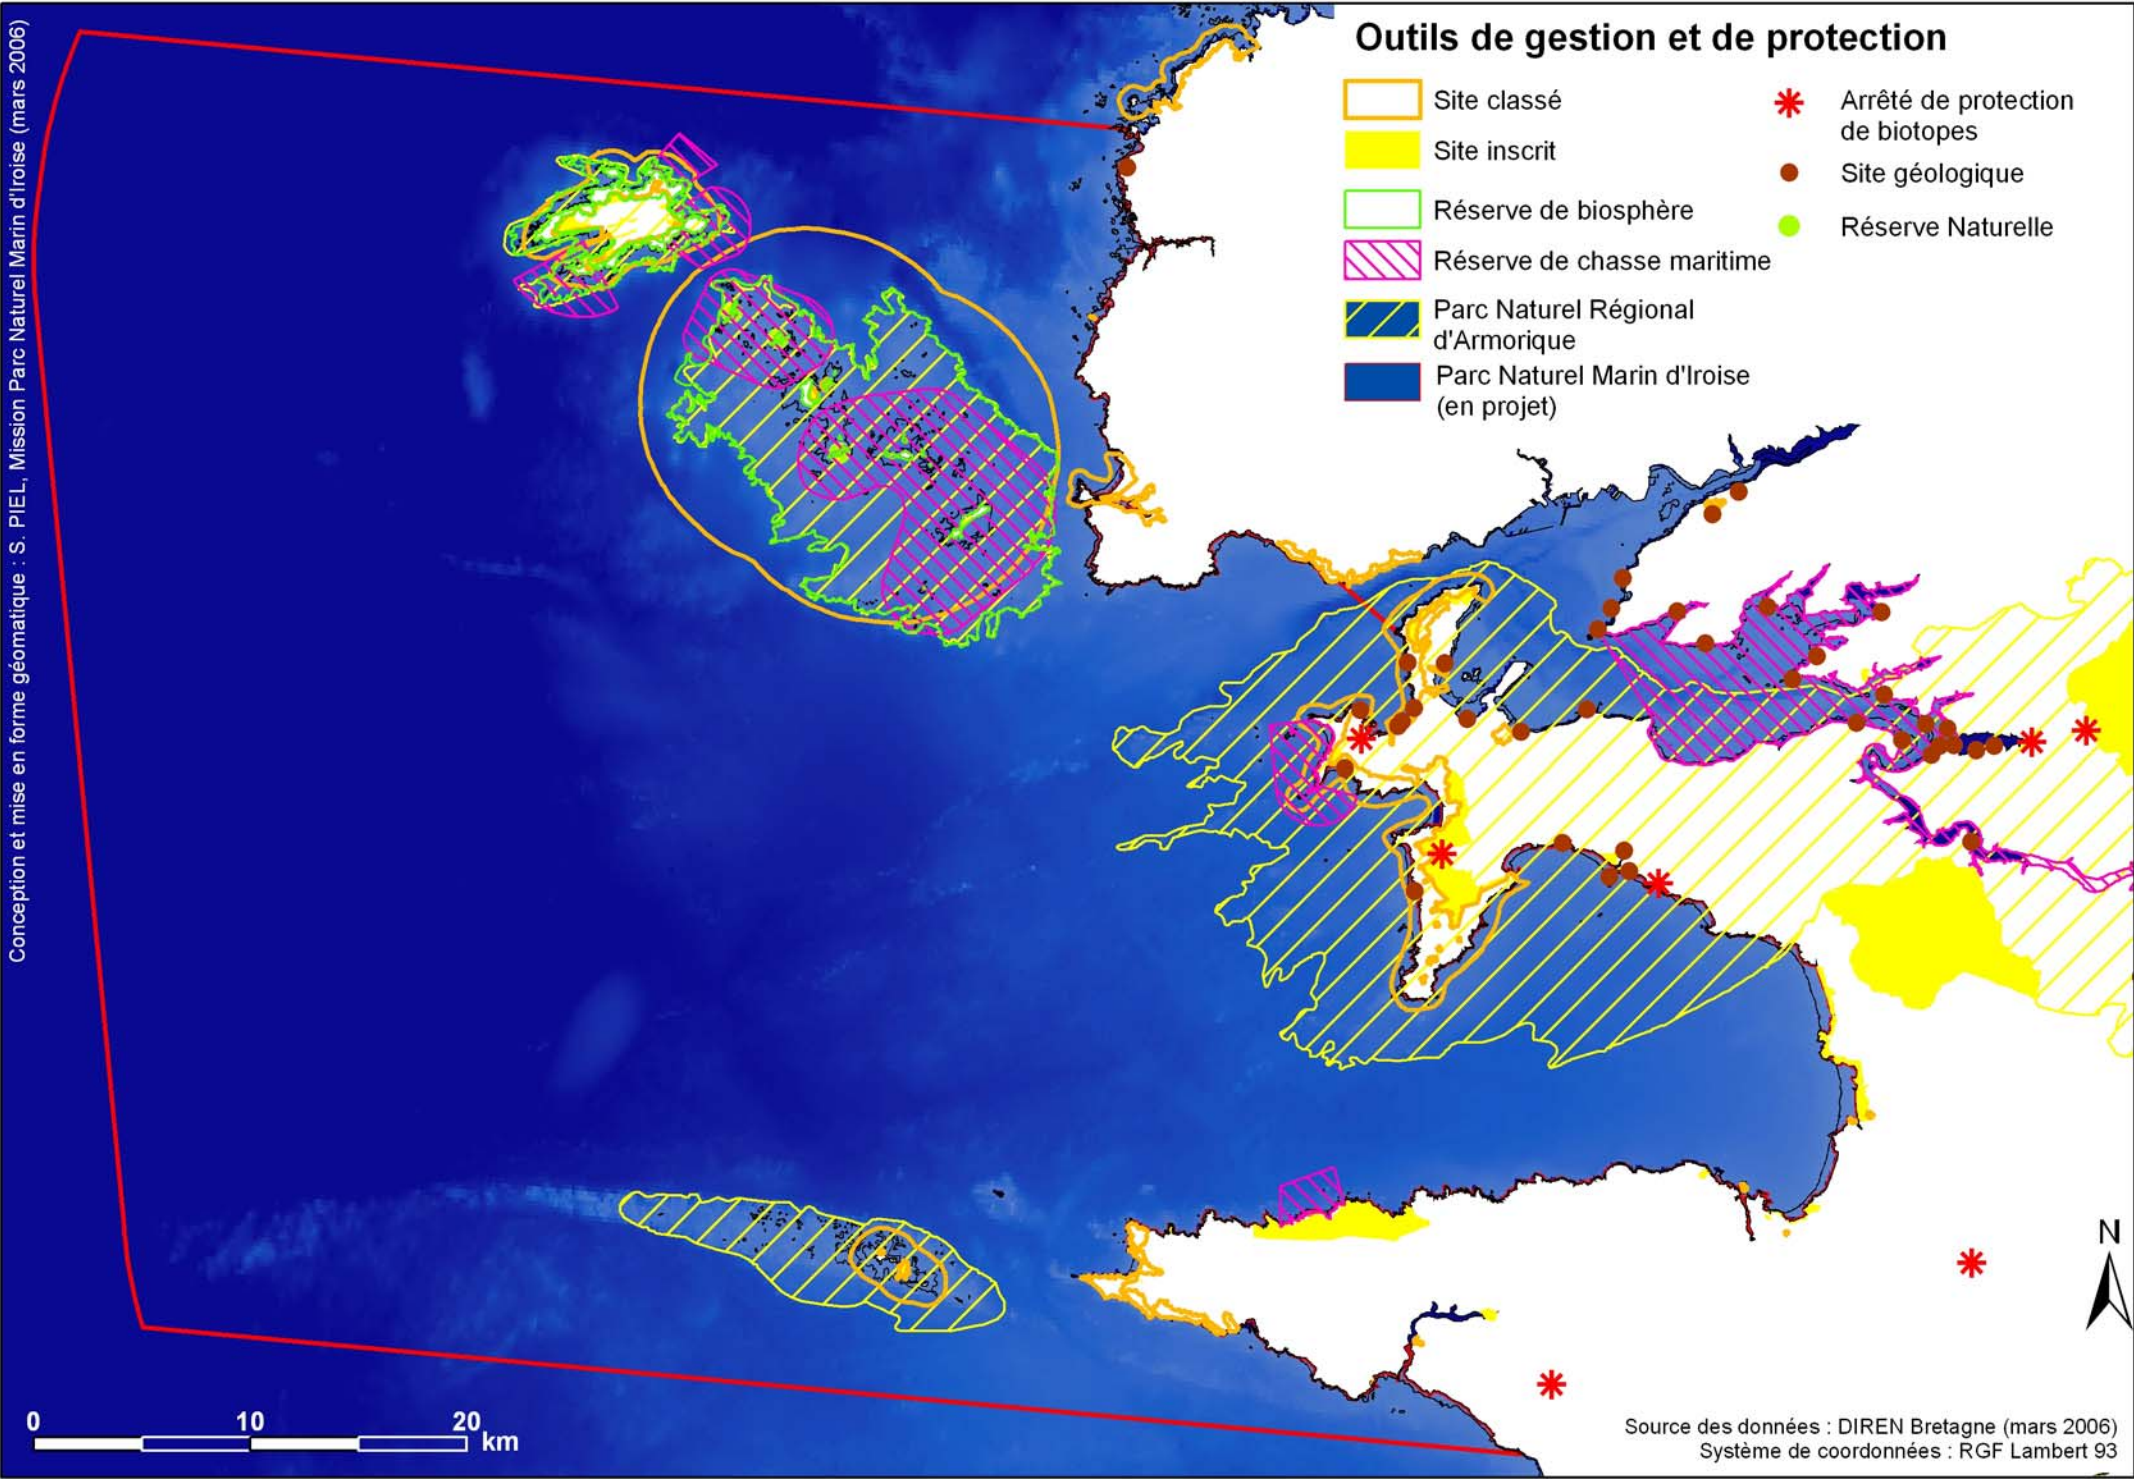 Conception et mise en forme géomatique : S. PIEL, Mission Parc Naturel Marin d'Iroise (mars 2006)
Outils de gestion et de protection
Site classé
Site inscrit
Réserve de biosphère
Réserve de chasse maritime
Parc Naturel Régional
d'Armorique
Parc Naturel Marin d'Iroise
(en projet)
Arrêté de protection
de biotopes
Site géologique
Réserve Naturelle
N
0 10 20
km
Source des données : DIREN Bretagne (mars 2006)
Système de coordonnées : RGF Lambert 93